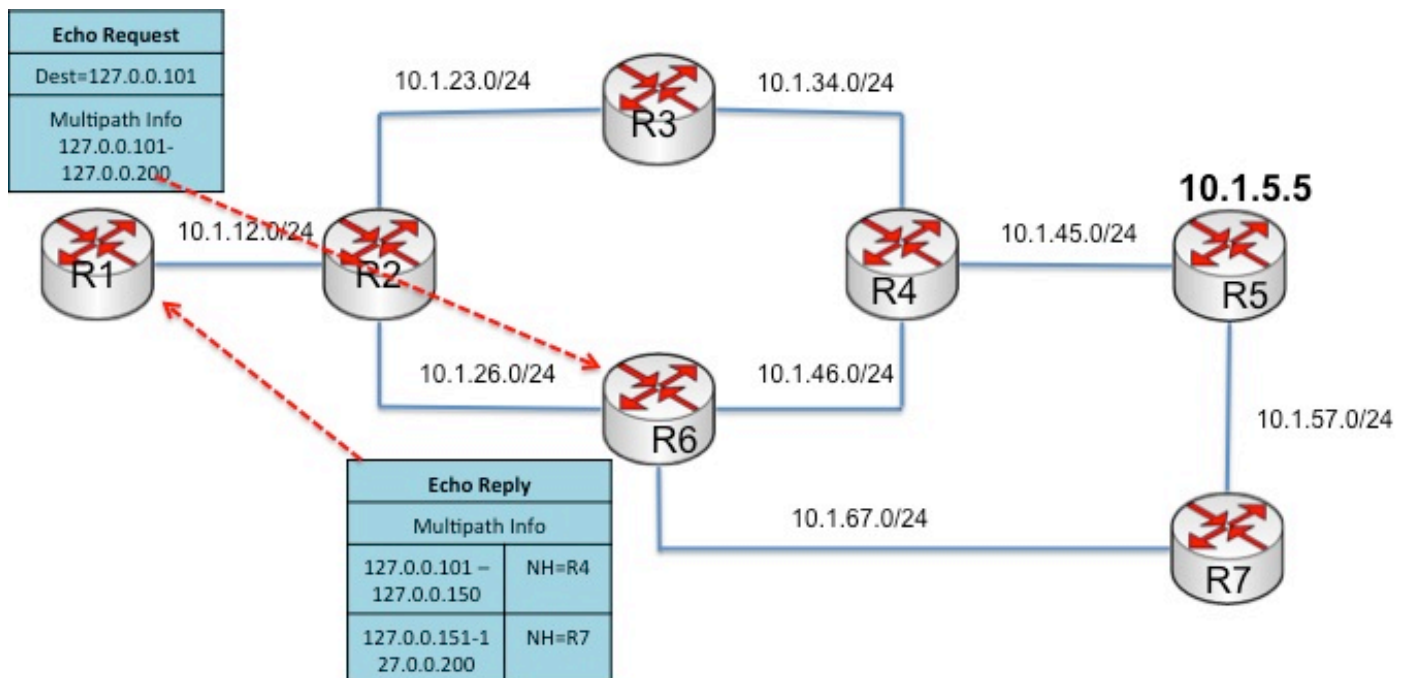 Echo Request
Dest=127.0.0.101
Multipath Info
127.0.0.101-
127.0.0.200
10.1.23.0/24
10.1.34.0/24
R3
10.1.5.5
10.1.12.0/24
10.1.45.0/24
R1
R2
R4
R5
10.1.26.0/24
10.1.46.0/24
R6
10.1.57.0/24
Echo Reply
Multipath Info
127.0.0.101 –
127.0.0.150
NH=R4
127.0.0.151-1
27.0.0.200
NH=R7
10.1.67.0/24
R7